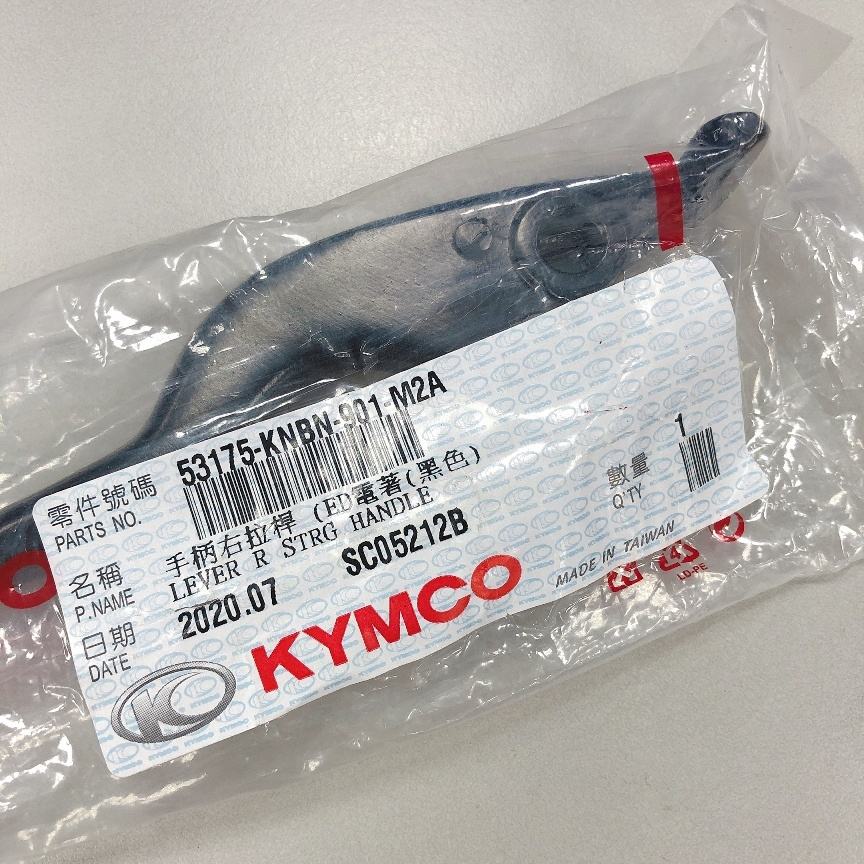 零件號碼 53175-KNBN-901-M2A
PARTS NO.
名稱 手柄右拉桿 (ED電著(黑色)
P.NAME LEVER R STRG HANDLE
數量 1
Q'TY
日期 2020.07 SC05212B
DATE
KYMCO
MADE IN TAIWAN
LD-PE